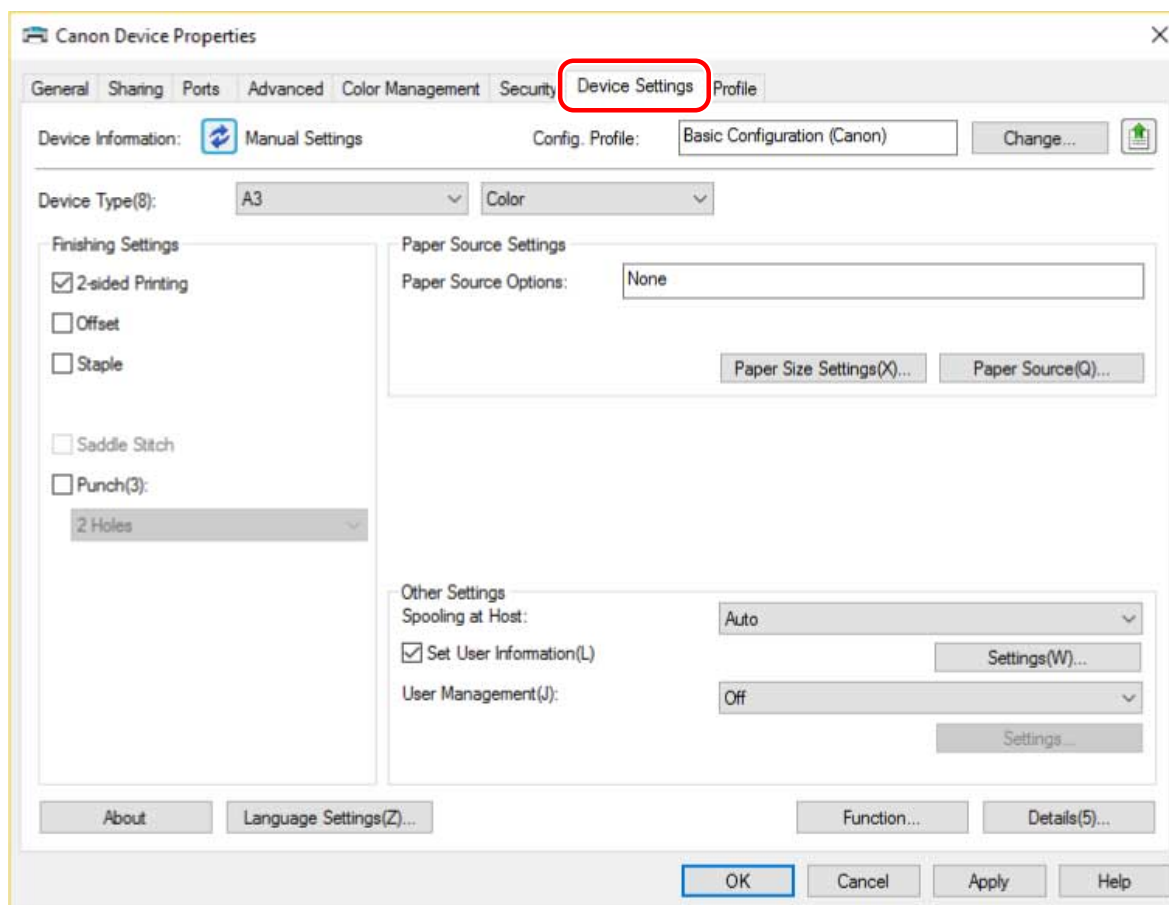 Canon Device Properties
General Sharing Ports Advanced Color Management Security Device Settings Profile
Device Information: Manual Settings Config. Profile: Basic Configuration (Canon) Change...
Device Type(8): A3 Color
Finishing Settings
2-sided Printing
Offset
Staple
Saddle Stitch
Punch(3):
2 Holes
Paper Source Settings
Paper Source Options: None
Paper Size Settings(X)... Paper Source(Q)...
Other Settings
Spooling at Host: Auto
Set User Information(L) Settings(W)...
User Management(J): Off
Settings...
About Language Settings(Z)... Function... Details(5)...
OK Cancel Apply Help